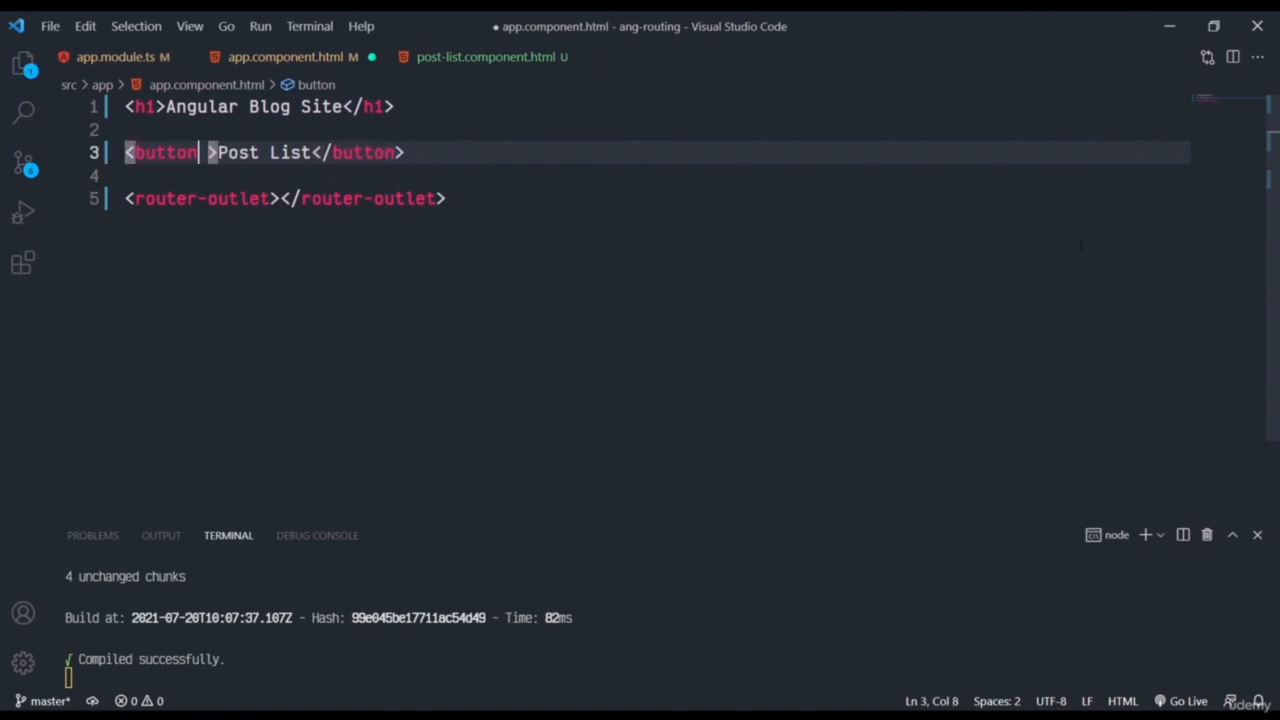 File Edit Selection View Go Run Terminal Help ● app.component.html - ang-routing - Visual Studio Code
app.module.ts M app.component.html M ● post-list.component.html U
1
src > app > app.component.html > button
1 <h1>Angular Blog Site</h1>
2
3 <button >Post List</button>
4
5 <router-outlet></router-outlet>
6
PROBLEMS OUTPUT TERMINAL DEBUG CONSOLE node
4 unchanged chunks
Build at: 2021-07-20T10:07:37.107Z - Hash: 99e045be17711ac54d49 - Time: 82ms
√ Compiled successfully.
master* 0 0 Ln 3, Col 8 Spaces: 2 UTF-8 LF HTML Go Live
udemy